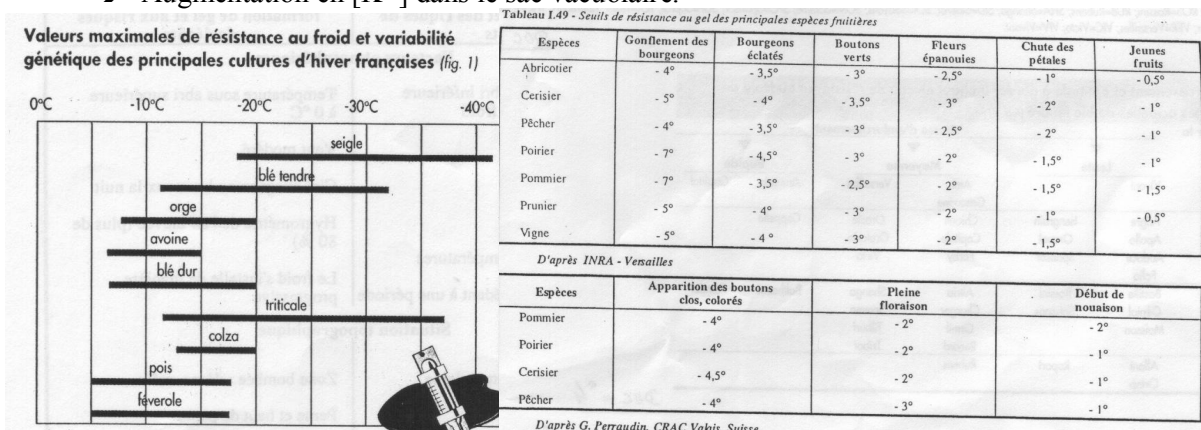 Valeurs maximales de résistance au froid et variabilité
génétique des principales cultures d'hiver françaises (fig. 1)
0°C -10°C -20°C -30°C -40°C
seigle
blé tendre
orge
avoine
blé dur
triticale
colza
pois
féverole
Tableau I.49 - Seuils de résistance au gel des principales espèces fruitières
Espèces Gonflement des bourgeons Bourgeons éclatés Boutons verts Fleurs épanouies Chute des pétales Jeunes fruits
Abricotier - 4° - 3,5° - 3° - 2,5° - 1° - 0,5°
Cerisier - 5° - 4° - 3,5° - 3° - 2° - 1°
Pêcher - 4° - 3,5° - 3° - 2,5° - 2° - 1°
Poirier - 7° - 4,5° - 3° - 2° - 1,5° - 1°
Pommier - 7° - 3,5° - 2,5° - 2° - 1,5° - 1,5°
Prunier - 5° - 4° - 3° - 2° - 1° - 0,5°
Vigne - 5° - 4° - 3° - 2° - 1,5°
D'après INRA - Versailles
Espèces Apparition des boutons clos, colorés Pleine floraison Début de nouaison
Pommier - 4° - 2° - 2°
Poirier - 4° - 2° - 1°
Cerisier - 4,5° - 2° - 1°
Pêcher - 4° - 3° - 1°
D'après G. Perraudin, CRAC Valais, Suisse